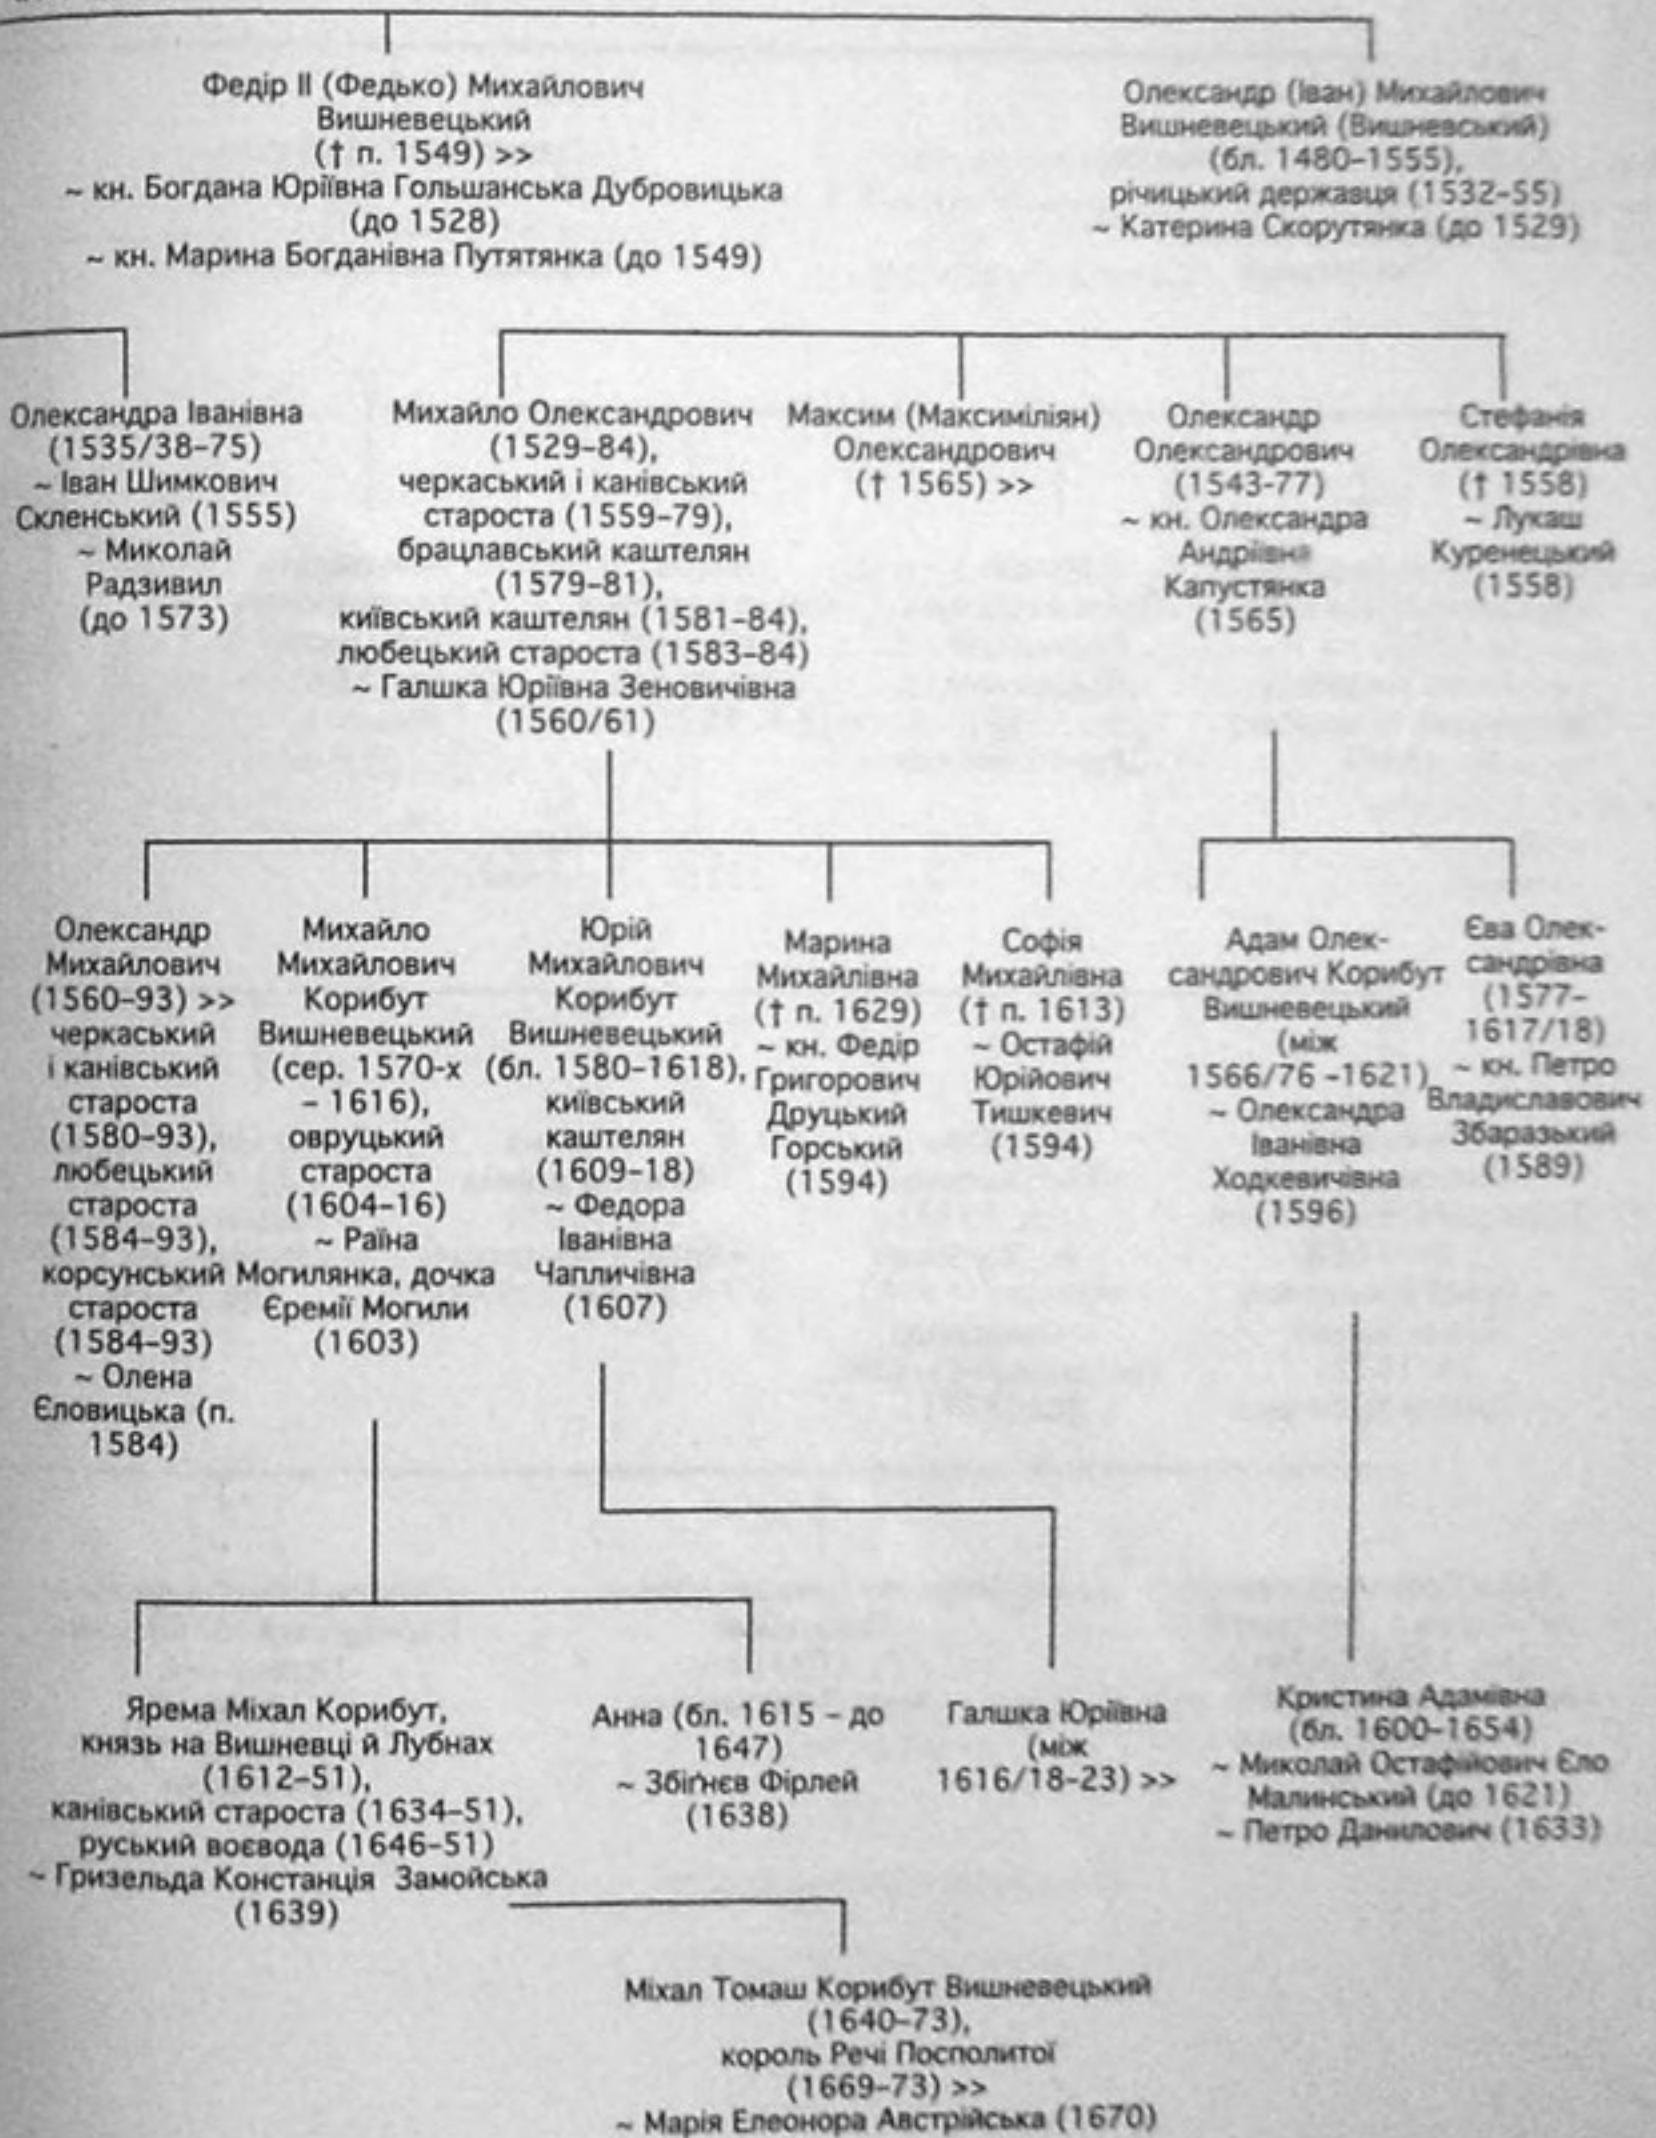 Федір II (Федько) Михайлович
Вишневецький
(† п. 1549) >>
~ кн. Богдана Юріївна Гольшанська Дубровицька
(до 1528)
~ кн. Марина Богданівна Путятянка (до 1549)
Олександр (Іван) Михайлович
Вишневецький (Вишневський)
(бл. 1480–1555),
річицький державця (1532–55)
~ Катерина Скорутянка (до 1529)
Олександра Іванівна
(1535/38–75)
~ Іван Шимкович
Скленський (1555)
~ Миколай
Радзивил
(до 1573)
Михайло Олександрович
(1529–84),
черкаський і канівський
староста (1559–79),
брацлавський каштелян
(1579–81),
київський каштелян (1581–84),
любецький староста (1583–84)
~ Галшка Юріївна Зеновичівна
(1560/61)
Максим (Максиміліян)
Олександрович
(† 1565) >>
Олександр
Олександрович
(1543-77)
~ кн. Олександра
Андріївна
Капустянка
(1565)
Стефанія
Олександрівна
(† 1558)
~ Лукаш
Куренецький
(1558)
Олександр
Михайлович
(1560–93) >>
черкаський
і канівський
староста
(1580–93),
любецький
староста
(1584–93),
корсунський
староста
(1584–93)
~ Олена
Єловицька (п.
1584)
Михайло
Михайлович
Корибут
Вишневецький
(сер. 1570-х
– 1616),
овруцький
староста
(1604–16)
~ Раїна
Могилянка, дочка
Єремії Могили
(1603)
Юрій
Михайлович
Корибут
Вишневецький
(бл. 1580–1618),
київський
каштелян
(1609–18)
~ Федора
Іванівна
Чапличівна
(1607)
Марина
Михайлівна
(† п. 1629)
~ кн. Федір
Григорович
Друцький
Горський
(1594)
Софія
Михайлівна
(† п. 1613)
~ Остафій
Юрійович
Тишкевич
(1594)
Адам Олек-
сандрович Корибут
Вишневецький
(між
1566/76 –1621)
~ Олександра
Іванівна
Ходкевичівна
(1596)
Єва Олек-
сандрівна
(1577–
1617/18)
~ кн. Петро
Владиславович
Збаразький
(1589)
Ярема Міхал Корибут,
князь на Вишневці й Лубнах
(1612–51),
канівський староста (1634–51),
руський воєвода (1646–51)
~ Гризельда Констанція Замойська
(1639)
Анна (бл. 1615 – до
1647)
~ Збіґнєв Фірлей
(1638)
Галшка Юріївна
(між
1616/18–23) >>
Кристина Адамівна
(бл. 1600–1654)
~ Миколай Остафійович Єло
Малинський (до 1621)
~ Петро Данилович (1633)
Міхал Томаш Корибут Вишневецький
(1640–73),
король Речі Посполитої
(1669–73) >>
~ Марія Елеонора Австрійська (1670)